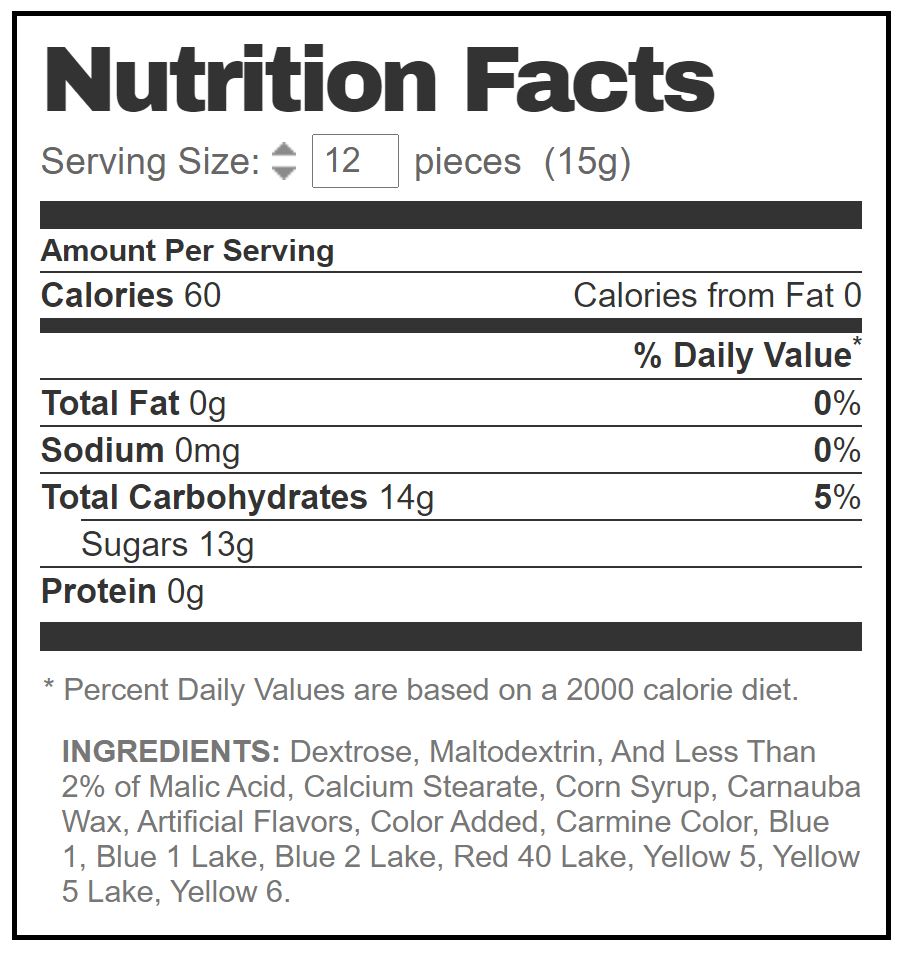 Nutrition Facts
Serving Size: 12 pieces (15g)
Amount Per Serving
Calories 60 Calories from Fat 0
% Daily Value*
Total Fat 0g 0%
Sodium 0mg 0%
Total Carbohydrates 14g 5%
Sugars 13g
Protein 0g
* Percent Daily Values are based on a 2000 calorie diet.
INGREDIENTS: Dextrose, Maltodextrin, And Less Than
2% of Malic Acid, Calcium Stearate, Corn Syrup, Carnauba
Wax, Artificial Flavors, Color Added, Carmine Color, Blue
1, Blue 1 Lake, Blue 2 Lake, Red 40 Lake, Yellow 5, Yellow
5 Lake, Yellow 6.